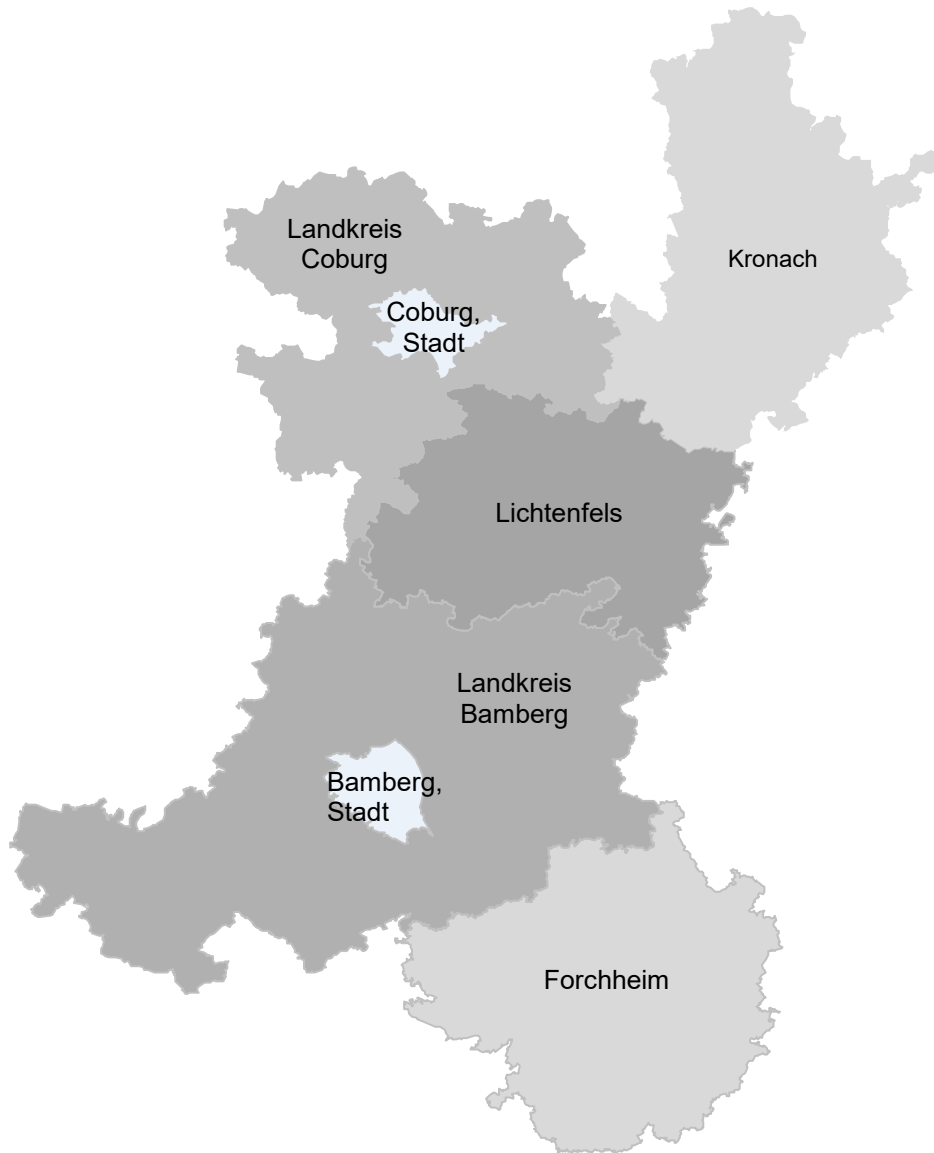 Landkreis
Coburg
Kronach
Coburg,
Stadt
Lichtenfels
Landkreis
Bamberg
Bamberg,
Stadt
Forchheim